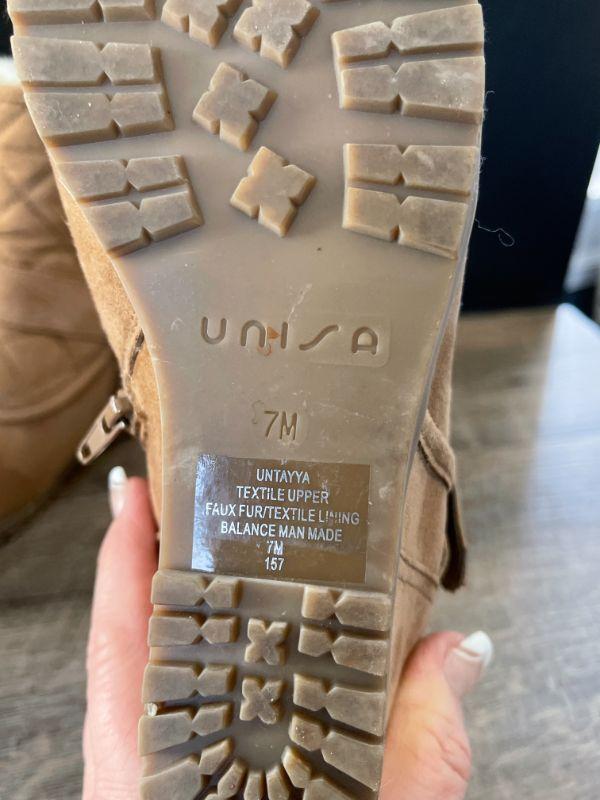 UNISA
7M
UNTAYYA
TEXTILE UPPER
FAUX FUR/TEXTILE LINING
BALANCE MAN MADE
7M
157